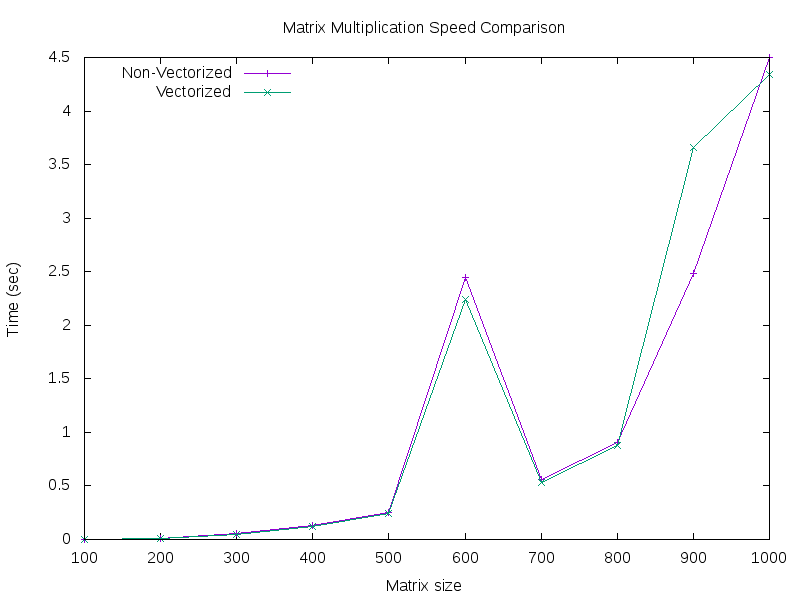 Matrix Multiplication Speed Comparison
Non-Vectorized
Vectorized
4.5
4
3.5
3
2.5
2
1.5
1
0.5
0
Time (sec)
100 200 300 400 500 600 700 800 900 1000
Matrix size